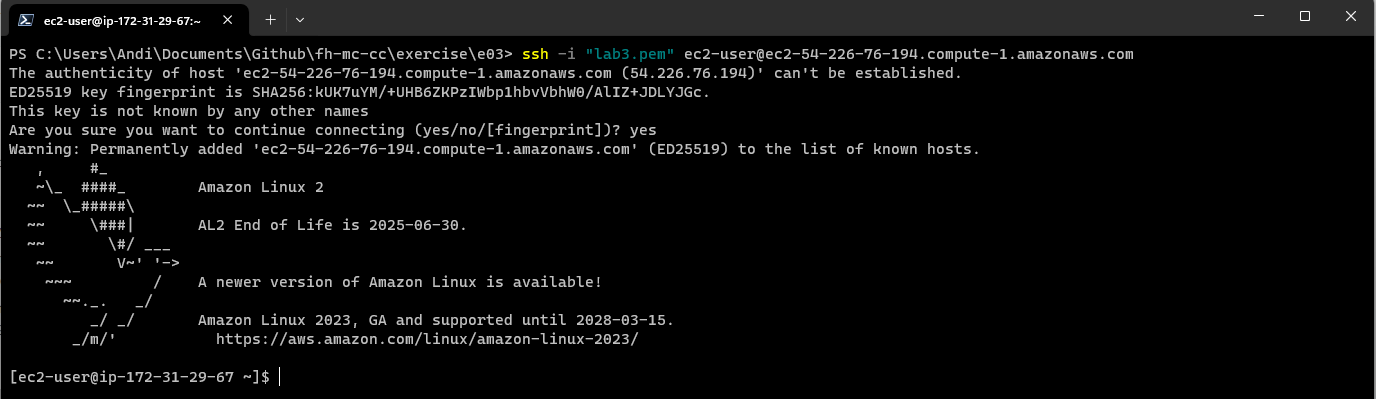 ec2-user@ip-172-31-29-67:~
PS C:\Users\Andi\Documents\Github\fh-mc-cc\exercise\e03> ssh -i "lab3.pem" ec2-user@ec2-54-226-76-194.compute-1.amazonaws.com
The authenticity of host 'ec2-54-226-76-194.compute-1.amazonaws.com (54.226.76.194)' can't be established.
ED25519 key fingerprint is SHA256:kUK7uYM/+UHB6ZKPzIWbp1hbvVbhW0/AlIZ+JDLYJGc.
This key is not known by any other names
Are you sure you want to continue connecting (yes/no/[fingerprint])? yes
Warning: Permanently added 'ec2-54-226-76-194.compute-1.amazonaws.com' (ED25519) to the list of known hosts.
   ,     #_
   ~\_  ####_        Amazon Linux 2
  ~~  \_#####\
  ~~     \###|       AL2 End of Life is 2025-06-30.
  ~~       \#/ ___
   ~~       V~' '->
    ~~~         /    A newer version of Amazon Linux is available!
      ~~._.   _/
         _/ _/       Amazon Linux 2023, GA and supported until 2028-03-15.
       _/m/'           https://aws.amazon.com/linux/amazon-linux-2023/
[ec2-user@ip-172-31-29-67 ~]$